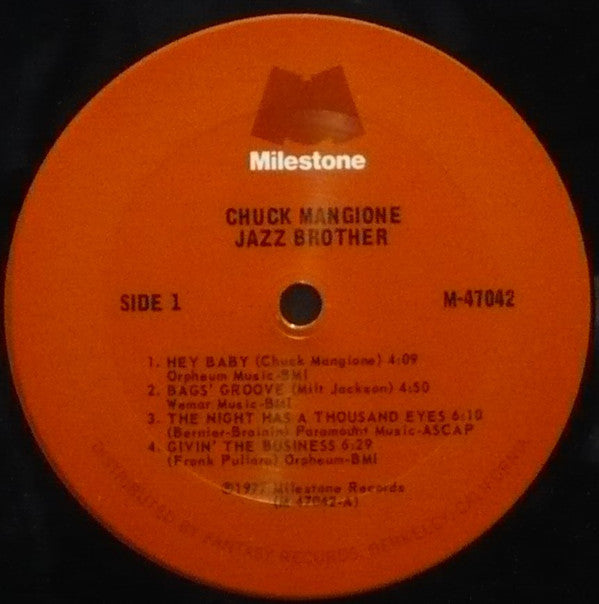 Milestone
CHUCK MANGIONE
JAZZ BROTHER
SIDE 1
M-47042
1. HEY BABY (Chuck Mangione) 4:09
Orpheum Music-BMI
2. BAGS' GROOVE (Milt Jackson) 4:50
Wemar Music-BMI
3. THE NIGHT HAS A THOUSAND EYES 6:10
(Bernier-Brainin) Paramount Music-ASCAP
4. GIVIN' THE BUSINESS 6:29
(Frank Pullara) Orpheum-BMI
℗1977 Milestone Records
(M 47042-A)
DISTRIBUTED BY FANTASY RECORDS, BERKELEY, CALIFORNIA